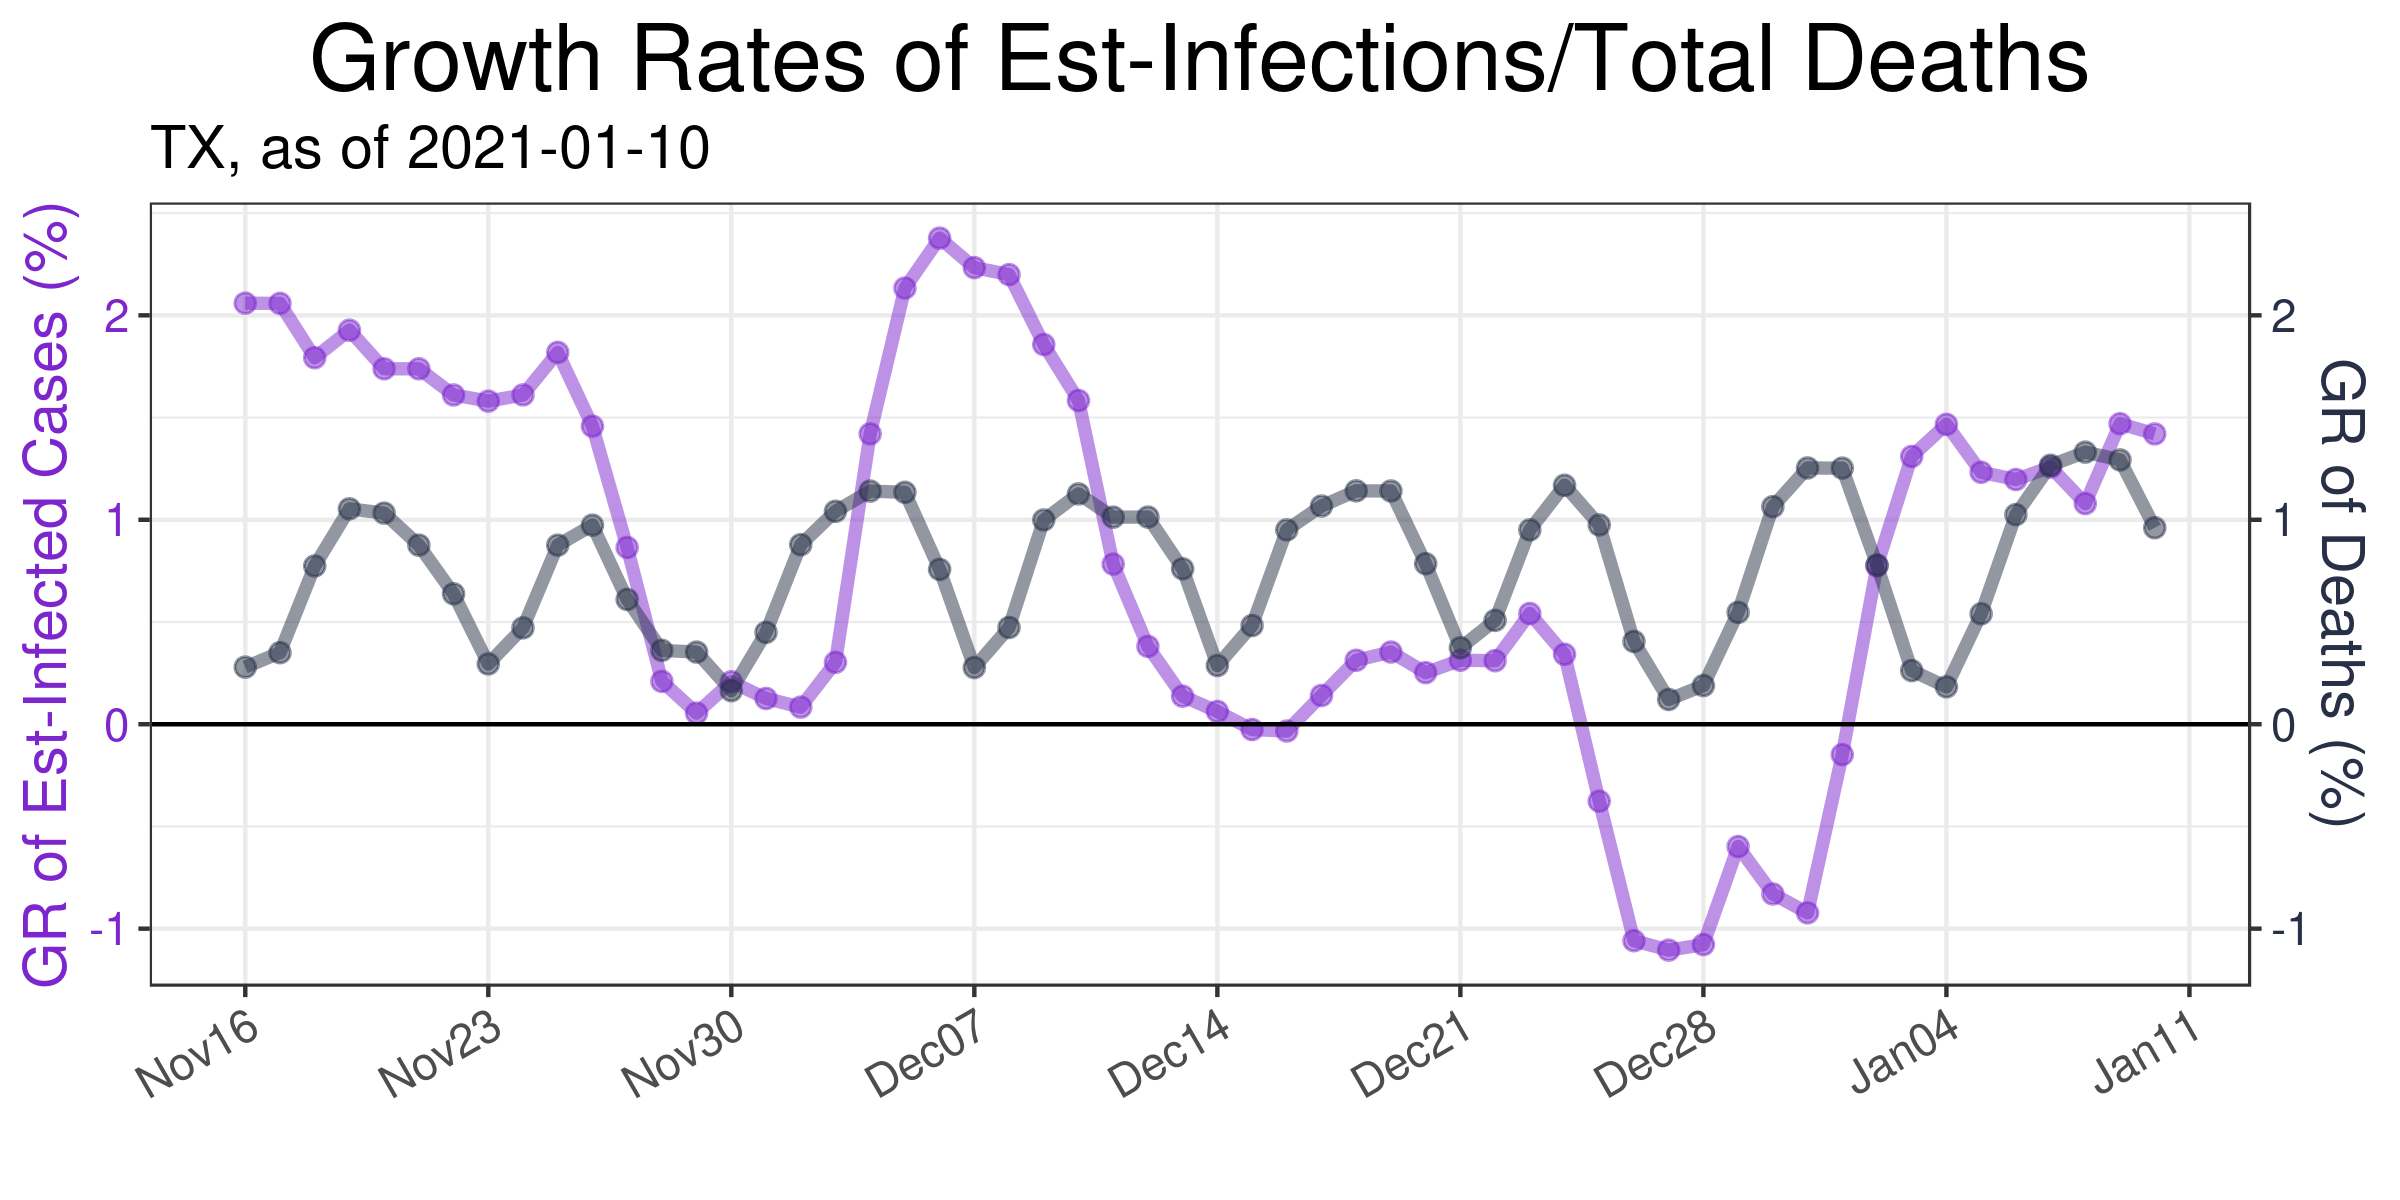 Growth Rates of Est-Infections/Total Deaths
TX, as of 2021-01-10
GR of Est-Infected Cases (%)
2
1
0
-1
2
1
0
-1
GR of Deaths (%)
Nov16
Nov23
Nov30
Dec07
Dec14
Dec21
Dec28
Jan04
Jan11